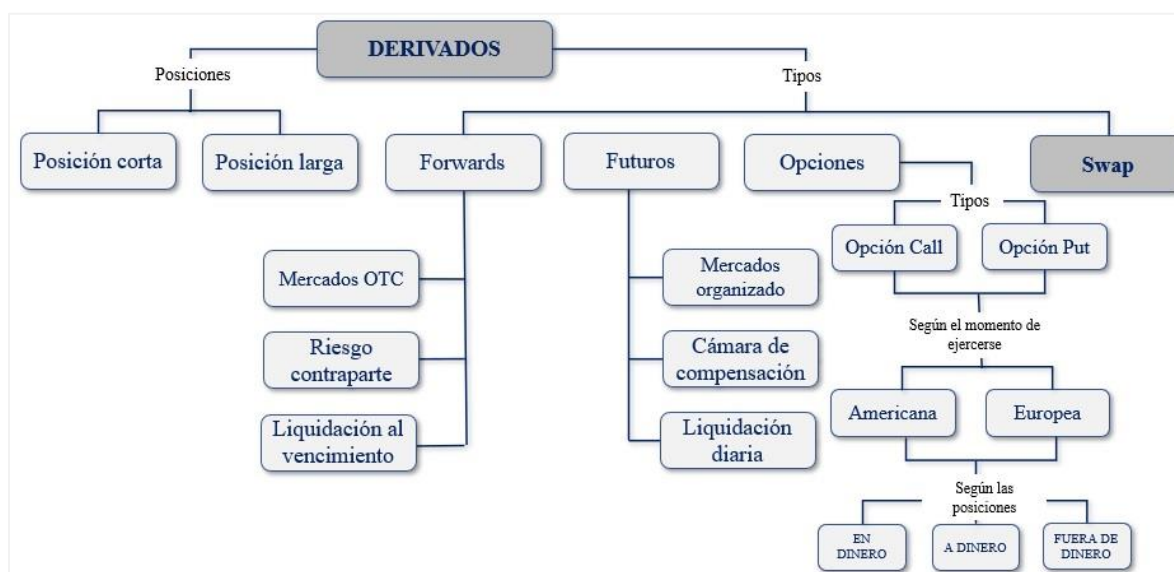 DERIVADOS
Posiciones
Tipos
Posición corta
Posición larga
Forwards
Futuros
Opciones
Swap
Tipos
Opción Call
Opción Put
Mercados OTC
Mercados
organizado
Según el momento de
ejercerse
Riesgo
contraparte
Cámara de
compensación
Americana
Europea
Liquidación al
vencimiento
Liquidación
diaria
Según las
posiciones
EN
DINERO
A DINERO
FUERA DE
DINERO